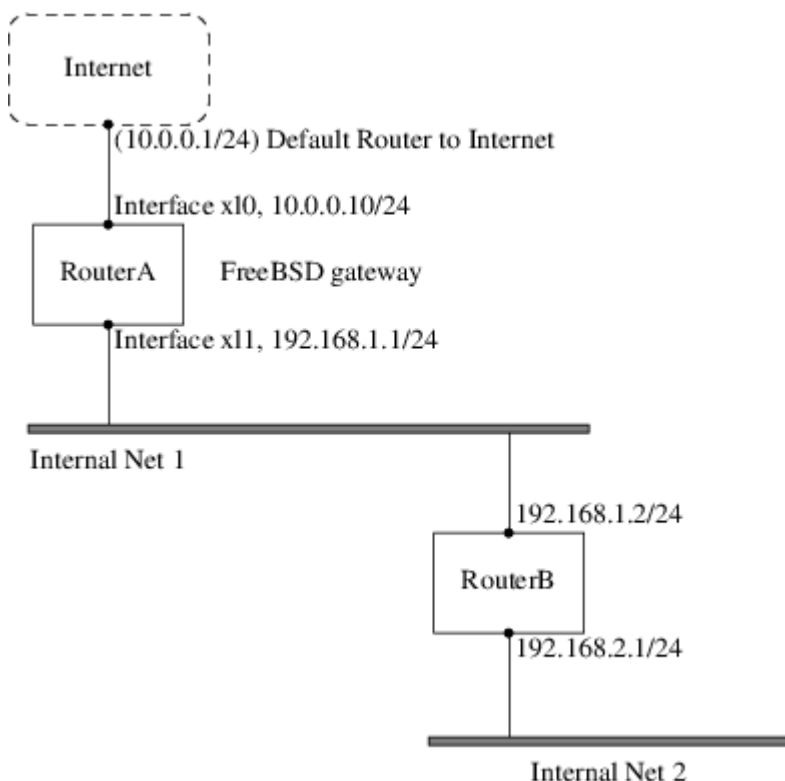 Internet
(10.0.0.1/24) Default Router to Internet
Interface xl0, 10.0.0.10/24
RouterA
FreeBSD gateway
Interface xl1, 192.168.1.1/24
Internal Net 1
192.168.1.2/24
RouterB
192.168.2.1/24
Internal Net 2